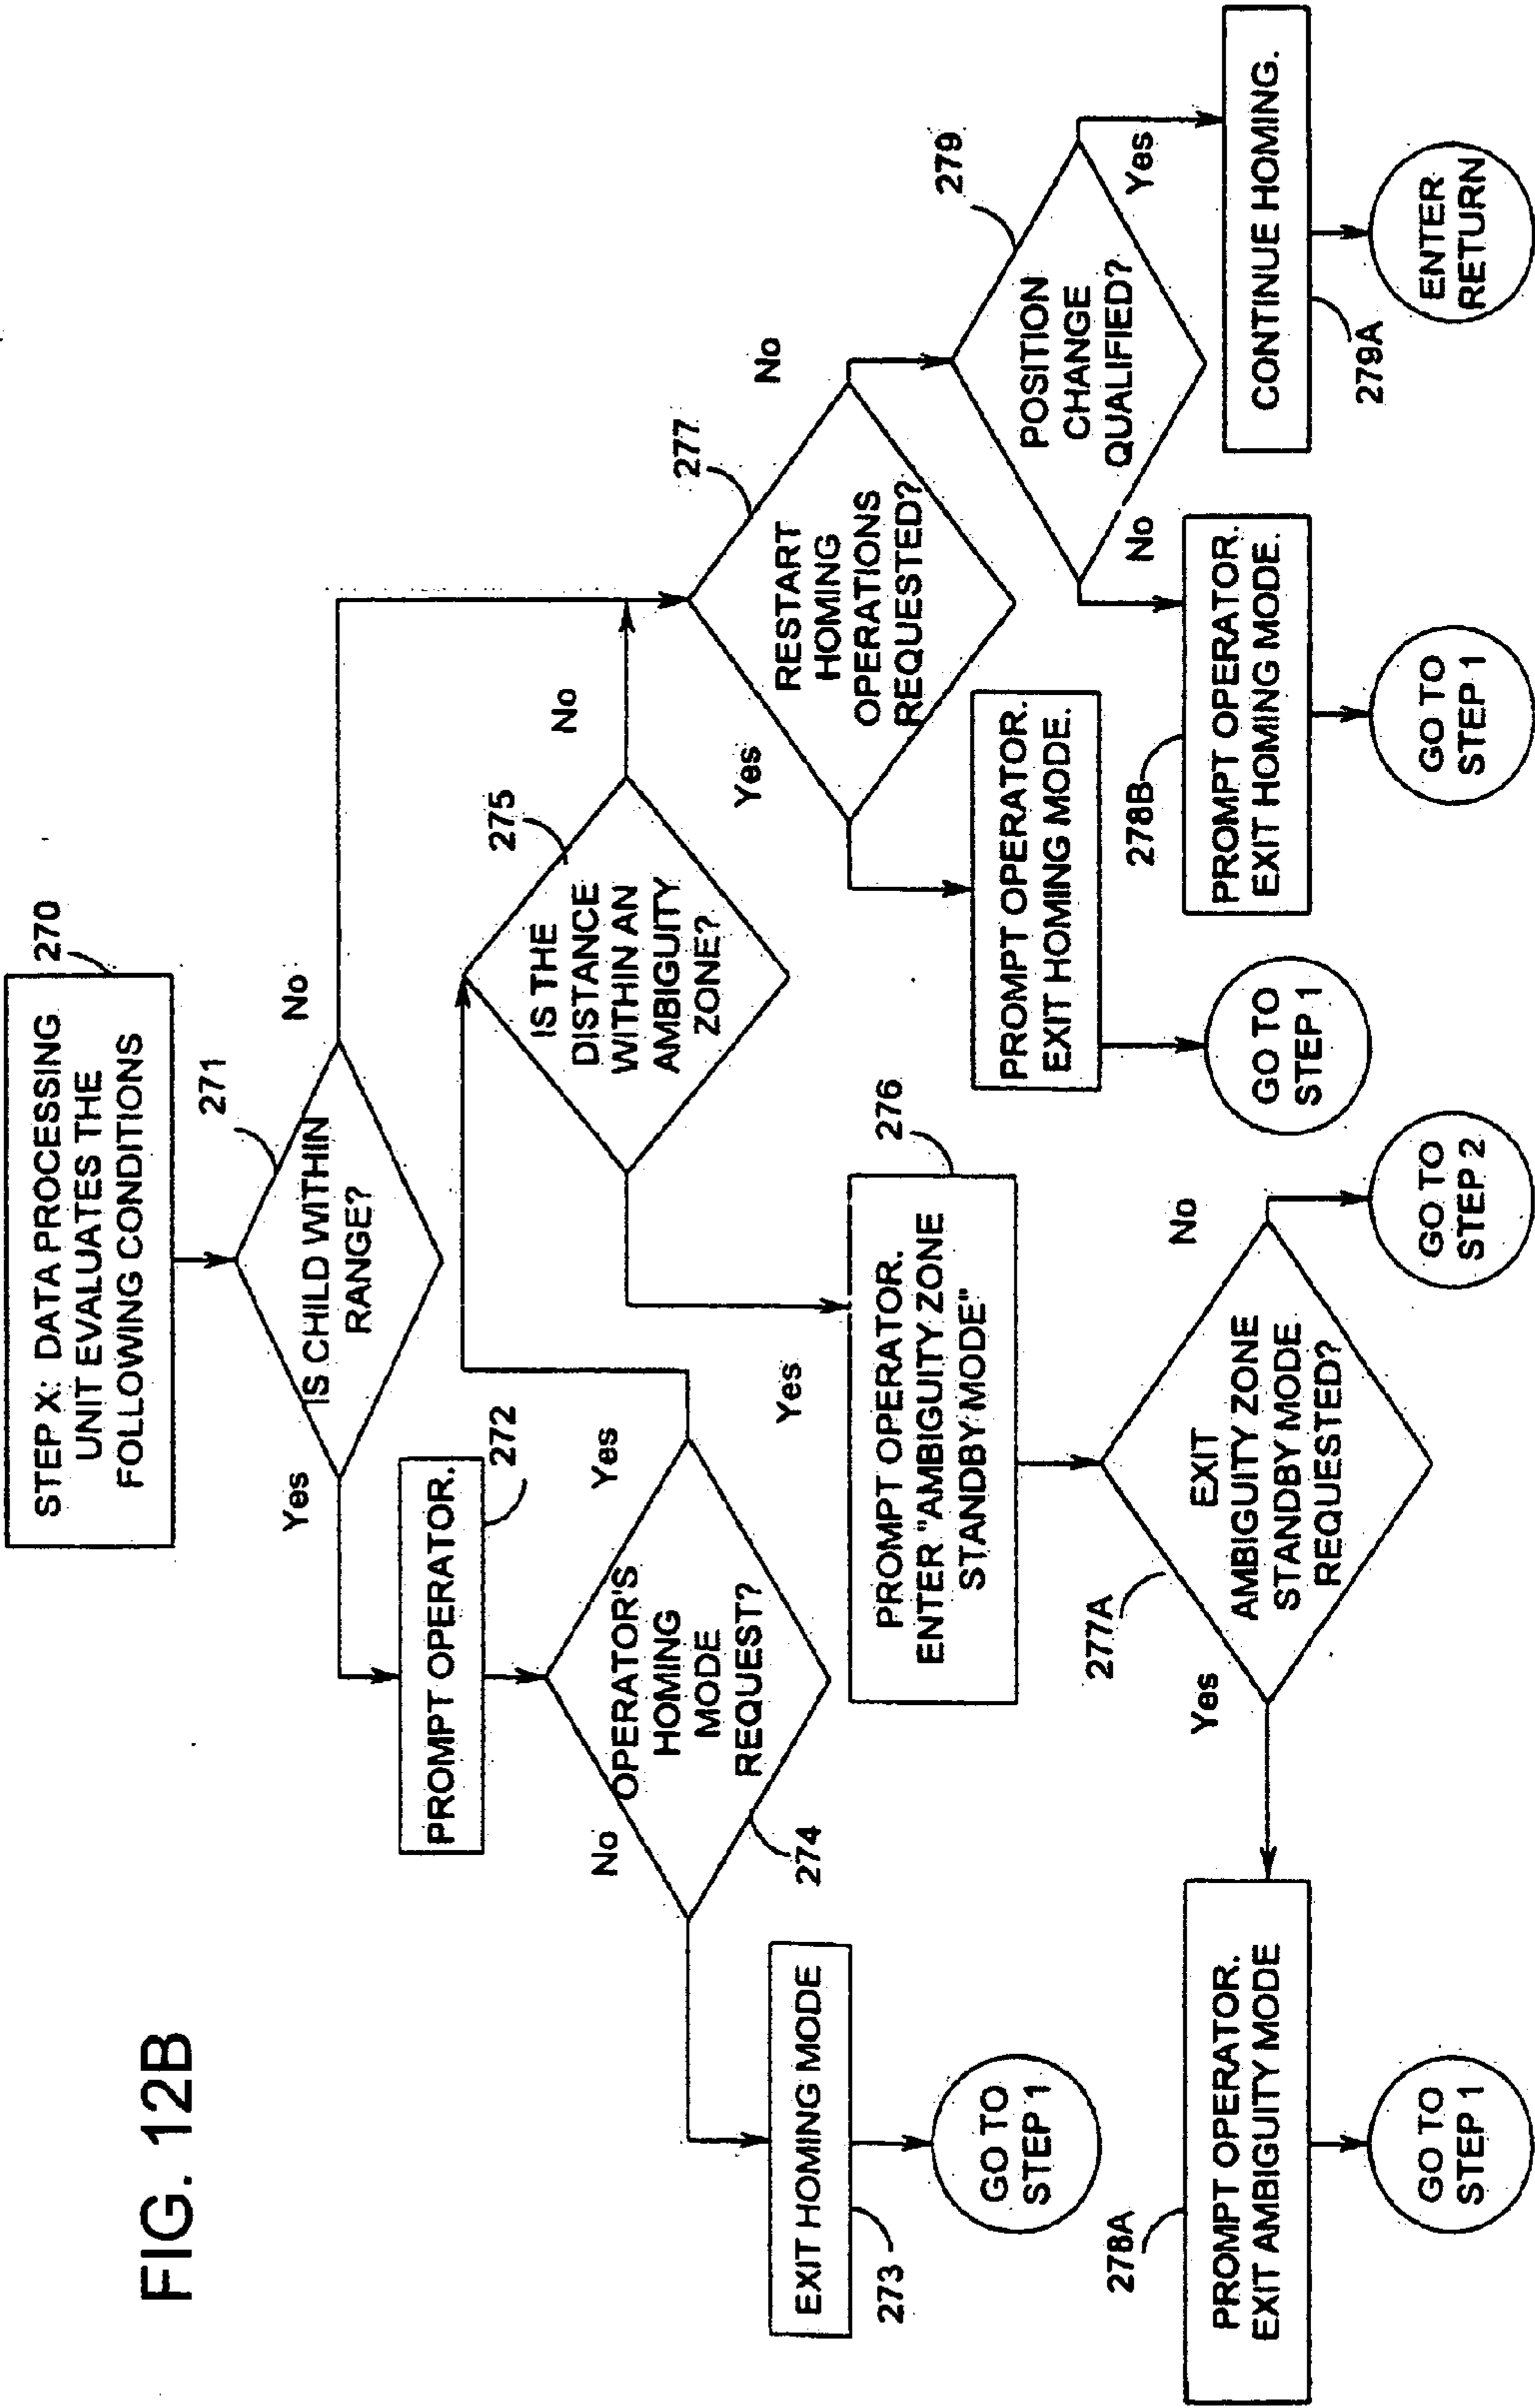 FIG. 12B
STEP X: DATA PROCESSING
UNIT EVALUATES THE
FOLLOWING CONDITIONS
270
271
IS CHILD WITHIN
RANGE?
Yes
No
PROMPT OPERATOR.
272
OPERATOR'S
HOMING
MODE
REQUEST?
274
No
Yes
EXIT HOMING MODE
273
GO TO
STEP 1
IS THE
DISTANCE
WITHIN AN
AMBIGUITY
ZONE?
275
Yes
No
PROMPT OPERATOR.
ENTER "AMBIGUITY ZONE
STANDBY MODE"
276
EXIT
AMBIGUITY ZONE
STANDBY MODE
REQUESTED?
277A
Yes
No
PROMPT OPERATOR.
EXIT AMBIGUITY MODE
278A
GO TO
STEP 1
GO TO
STEP 2
RESTART
HOMING
OPERATIONS
REQUESTED?
277
Yes
No
PROMPT OPERATOR.
EXIT HOMING MODE.
GO TO
STEP 1
POSITION
CHANGE
QUALIFIED?
279
No
Yes
PROMPT OPERATOR.
EXIT HOMING MODE.
278B
GO TO
STEP 1
CONTINUE HOMING.
279A
ENTER
RETURN